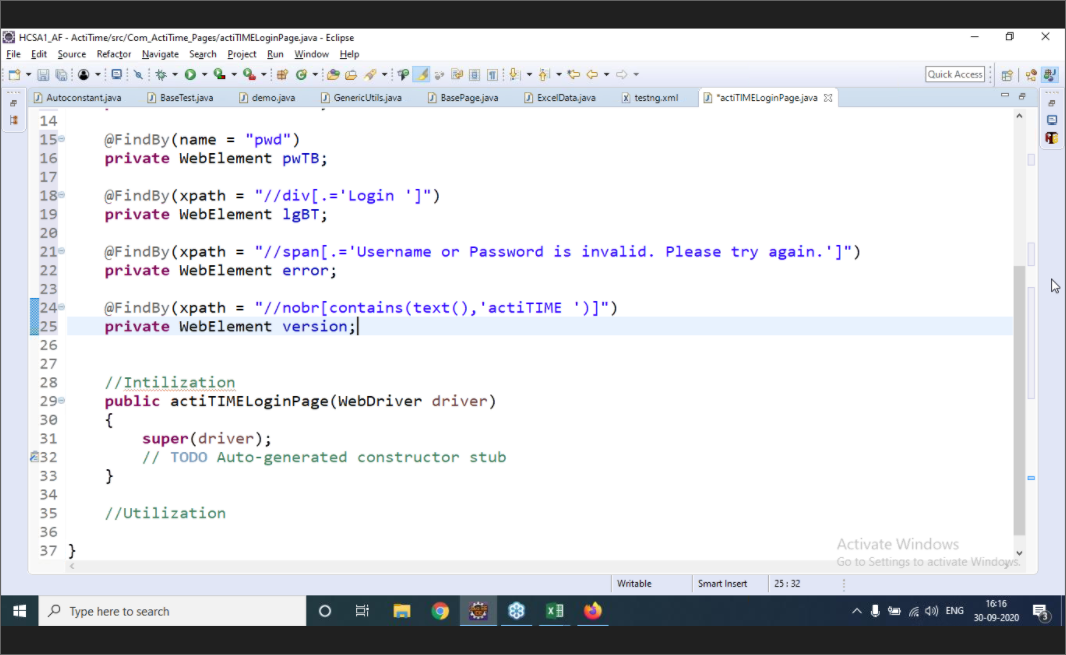 HCSA1_AF - ActiTime/src/Com_ActiTime_Pages/actiTIMELoginPage.java - Eclipse
File Edit Source Refactor Navigate Search Project Run Window Help
Quick Access
Autoconstant.java BaseTest.java demo.java GenericUtils.java BasePage.java ExcelData.java testng.xml *actiTIMELoginPage.java
14
15 @FindBy(name = "pwd")
16 private WebElement pwTB;
17
18 @FindBy(xpath = "//div[.='Login ']")
19 private WebElement lgBT;
20
21 @FindBy(xpath = "//span[.='Username or Password is invalid. Please try again.']")
22 private WebElement error;
23
24 @FindBy(xpath = "//nobr[contains(text(),'actiTIME ')]")
25 private WebElement version;
26
27
28 //Intilization
29 public actiTIMELoginPage(WebDriver driver)
30 {
31 super(driver);
32 // TODO Auto-generated constructor stub
33 }
34
35 //Utilization
36
37 }
Activate Windows
Go to Settings to activate Windows.
Writable Smart Insert 25 : 32
Type here to search
ENG
16:16
30-09-2020
3